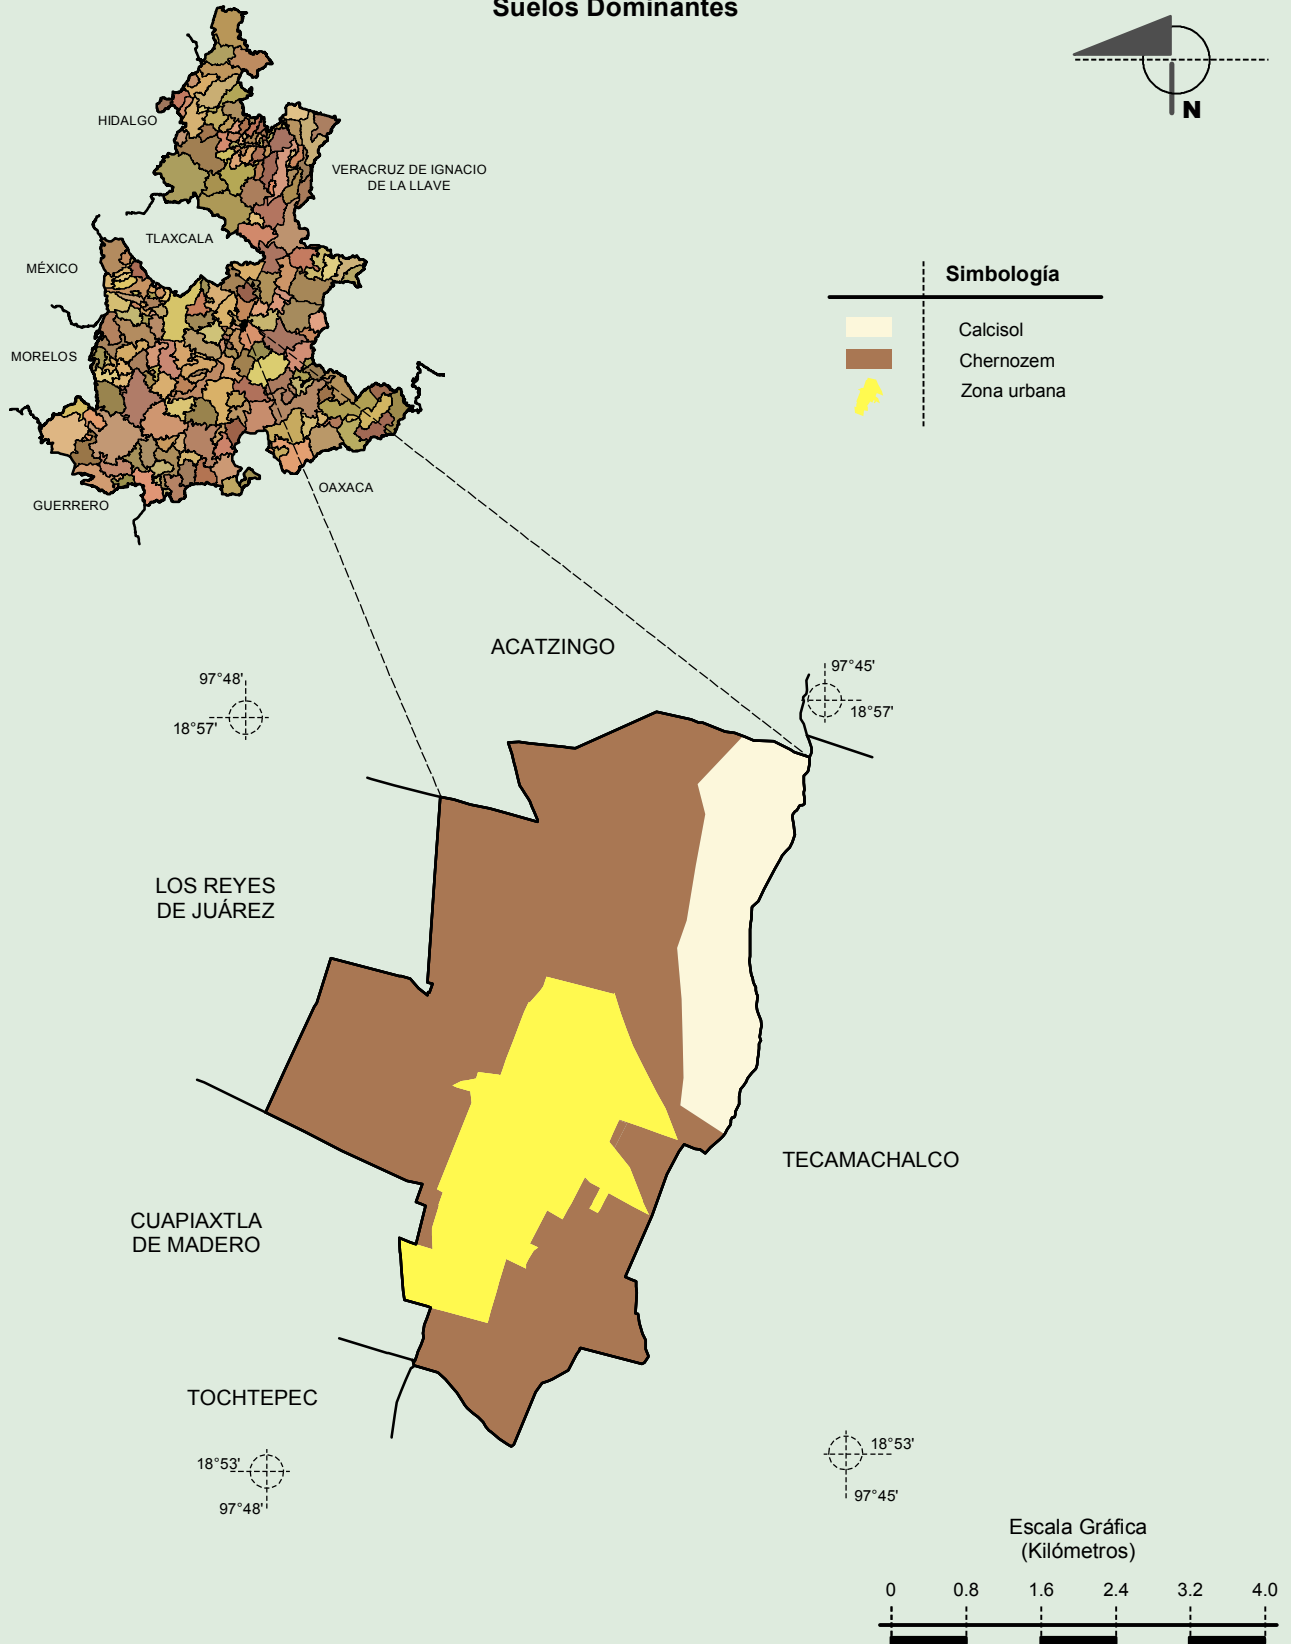 Suelos Dominantes
N
HIDALGO
VERACRUZ DE IGNACIO
DE LA LLAVE
TLAXCALA
MÉXICO
MORELOS
GUERRERO
OAXACA
Simbología
Calcisol
Chernozem
Zona urbana
ACATZINGO
97°48'
18°57'
97°45'
18°57'
LOS REYES
DE JUÁREZ
TECAMACHALCO
CUAPIAXTLA
DE MADERO
TOCHTEPEC
18°53'
97°48'
18°53'
97°45'
Escala Gráfica
(Kilómetros)
0 0.8 1.6 2.4 3.2 4.0